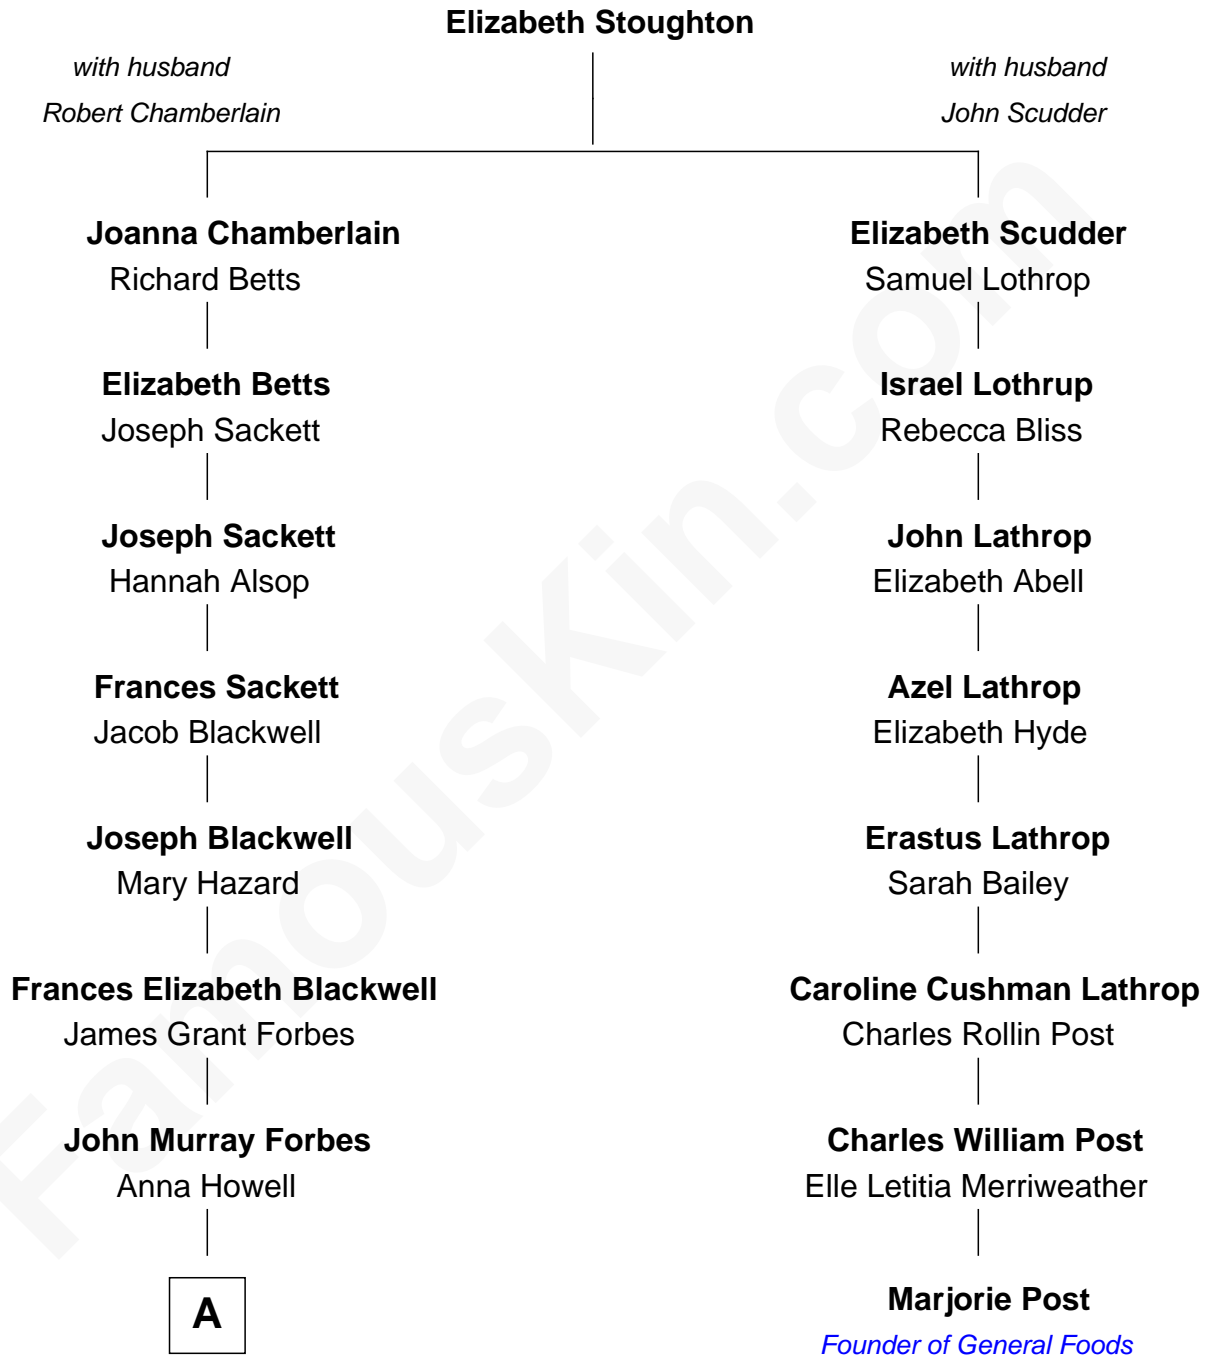 Elizabeth Stoughton
with husband
Robert Chamberlain
with husband
John Scudder
Joanna Chamberlain
Richard Betts
Elizabeth Scudder
Samuel Lothrop
Elizabeth Betts
Joseph Sackett
Israel Lothrup
Rebecca Bliss
Joseph Sackett
Hannah Alsop
John Lathrop
Elizabeth Abell
Frances Sackett
Jacob Blackwell
Azel Lathrop
Elizabeth Hyde
Joseph Blackwell
Mary Hazard
Erastus Lathrop
Sarah Bailey
Frances Elizabeth Blackwell
James Grant Forbes
Caroline Cushman Lathrop
Charles Rollin Post
John Murray Forbes
Anna Howell
Charles William Post
Elle Letitia Merriweather
A
Marjorie Post
Founder of General Foods
FamousKin.com